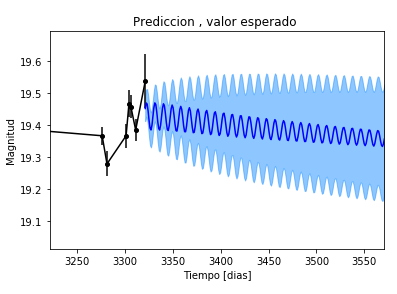 Prediccion , valor esperado
19.6
19.5
19.4
19.3
19.2
19.1
Magnitud
3250 3300 3350 3400 3450 3500 3550
Tiempo [dias]